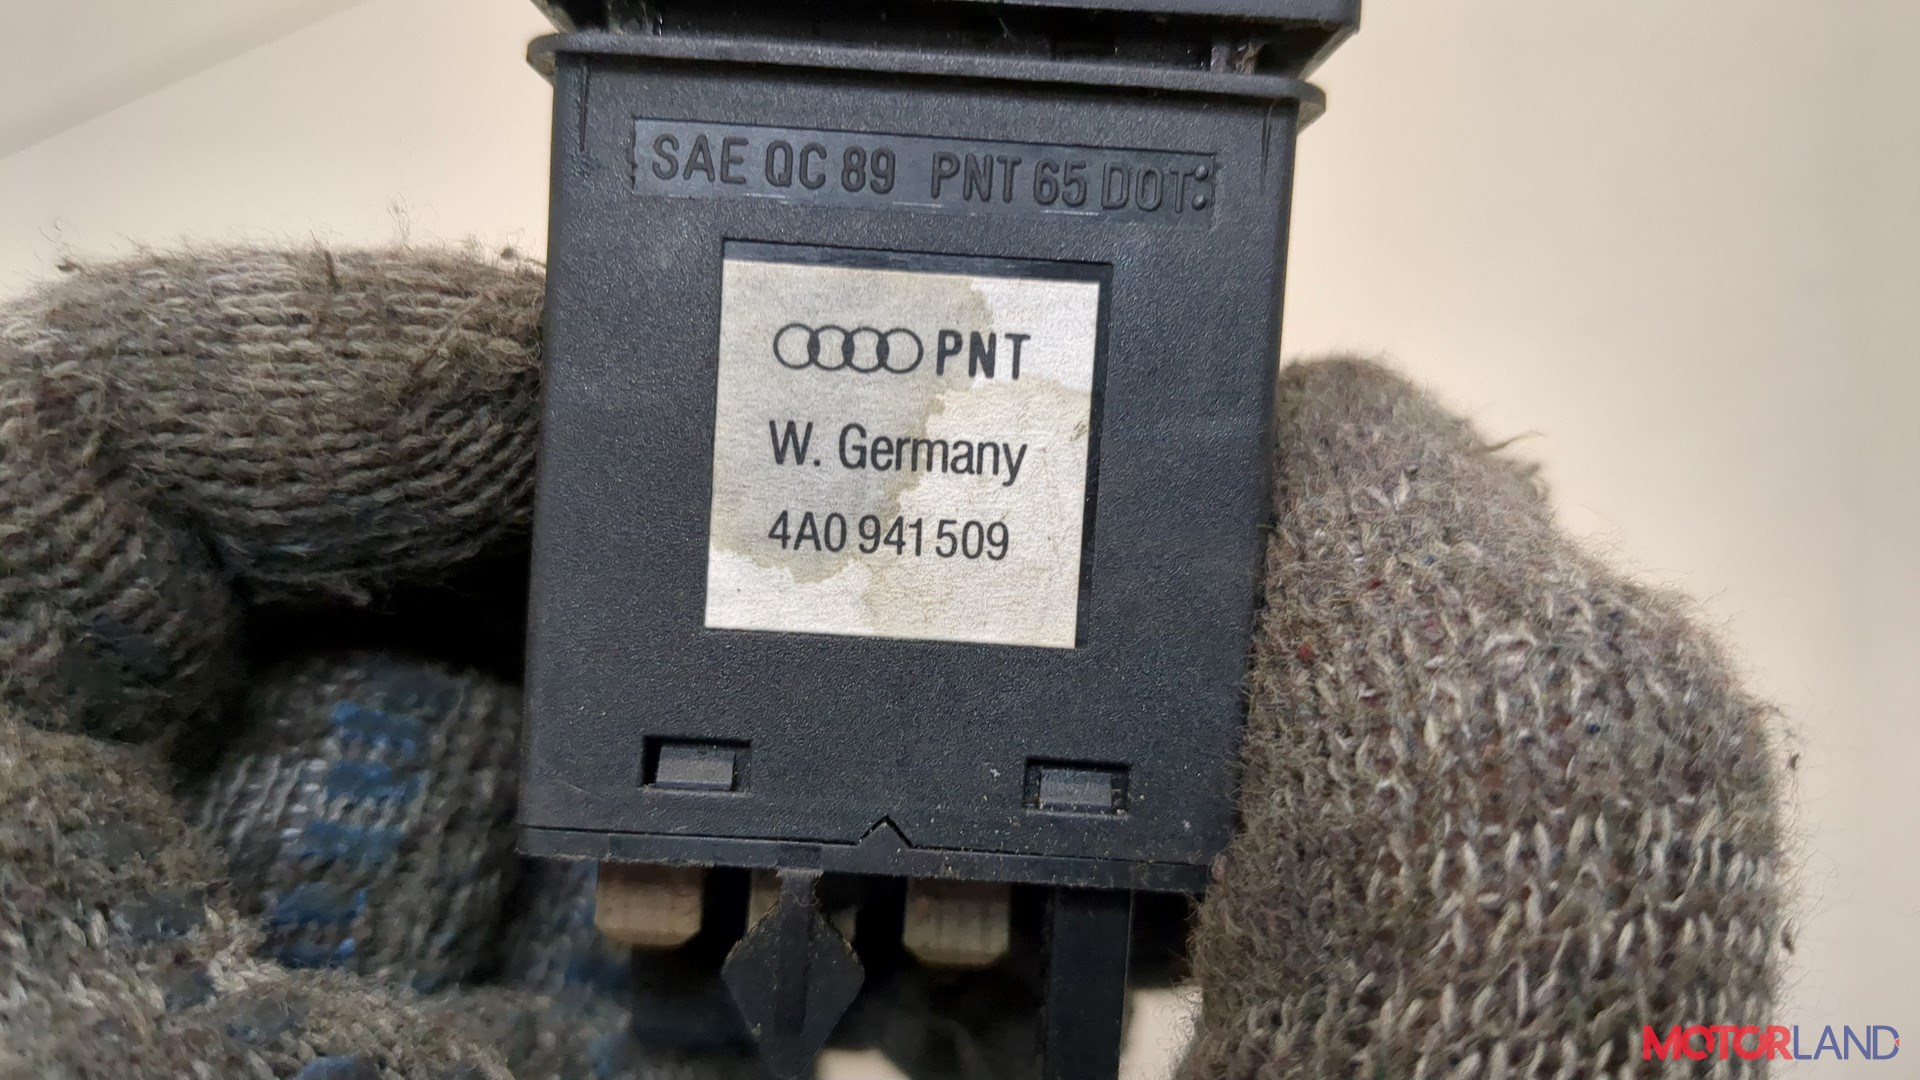 SAE QC 89 PNT 65 DOT
PNT
W. Germany
4A0 941 509
MOTORLAND